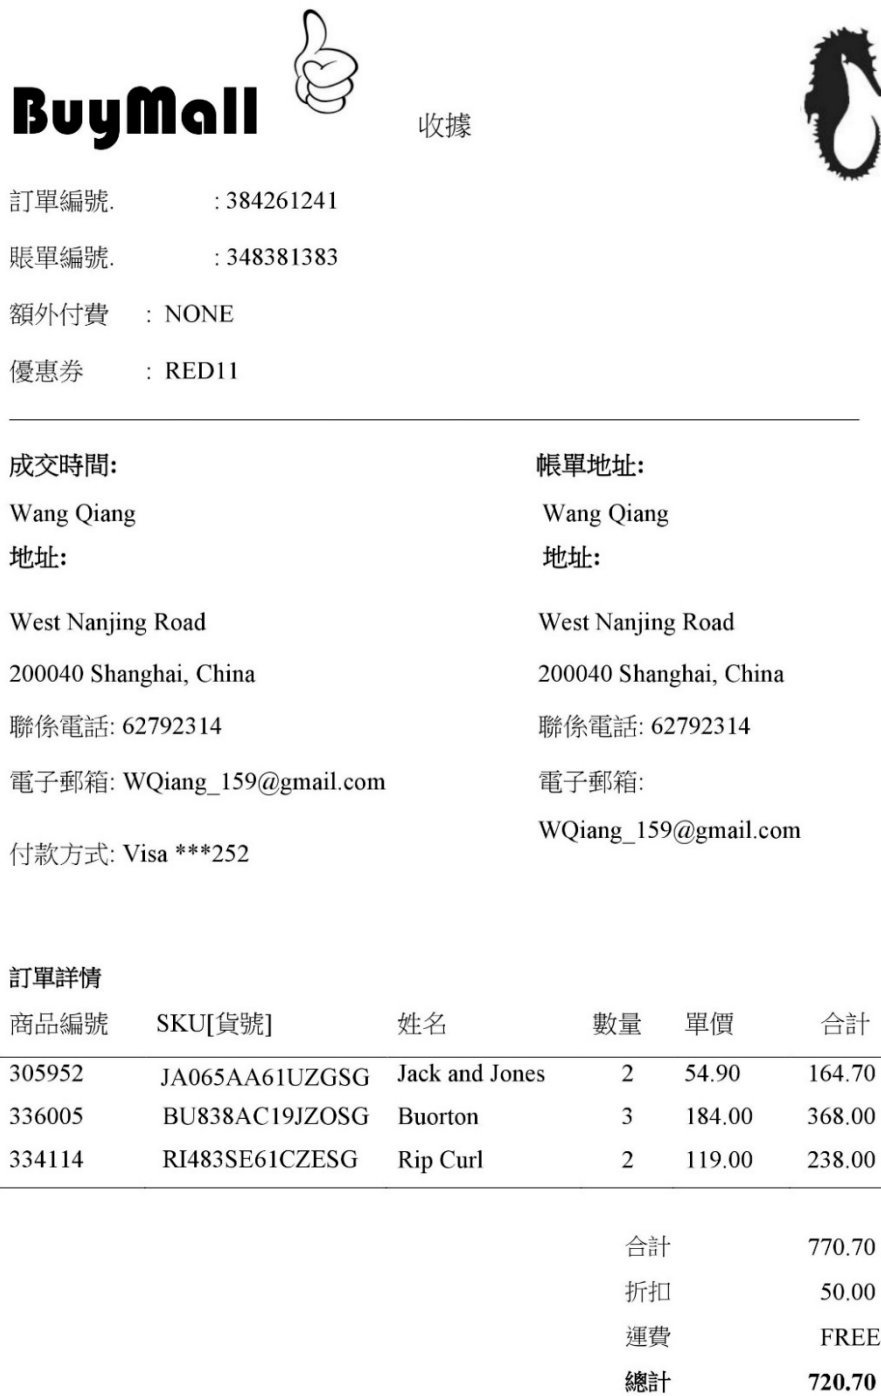 BuyMall
收據
訂單編號. : 384261241
賬單編號. : 348381383
額外付費 : NONE
優惠券 : RED11
成交時間:
Wang Qiang
地址:
West Nanjing Road
200040 Shanghai, China
聯係電話: 62792314
電子郵箱: WQiang_159@gmail.com
付款方式: Visa ***252
帳單地址:
Wang Qiang
地址:
West Nanjing Road
200040 Shanghai, China
聯係電話: 62792314
電子郵箱:
WQiang_159@gmail.com
訂單詳情
商品編號 SKU[貨號] 姓名 數量 單價 合計
305952 JA065AA61UZGSG Jack and Jones 2 54.90 164.70
336005 BU838AC19JZOSG Buorton 3 184.00 368.00
334114 RI483SE61CZESG Rip Curl 2 119.00 238.00
合計 770.70
折扣 50.00
運費 FREE
總計 720.70